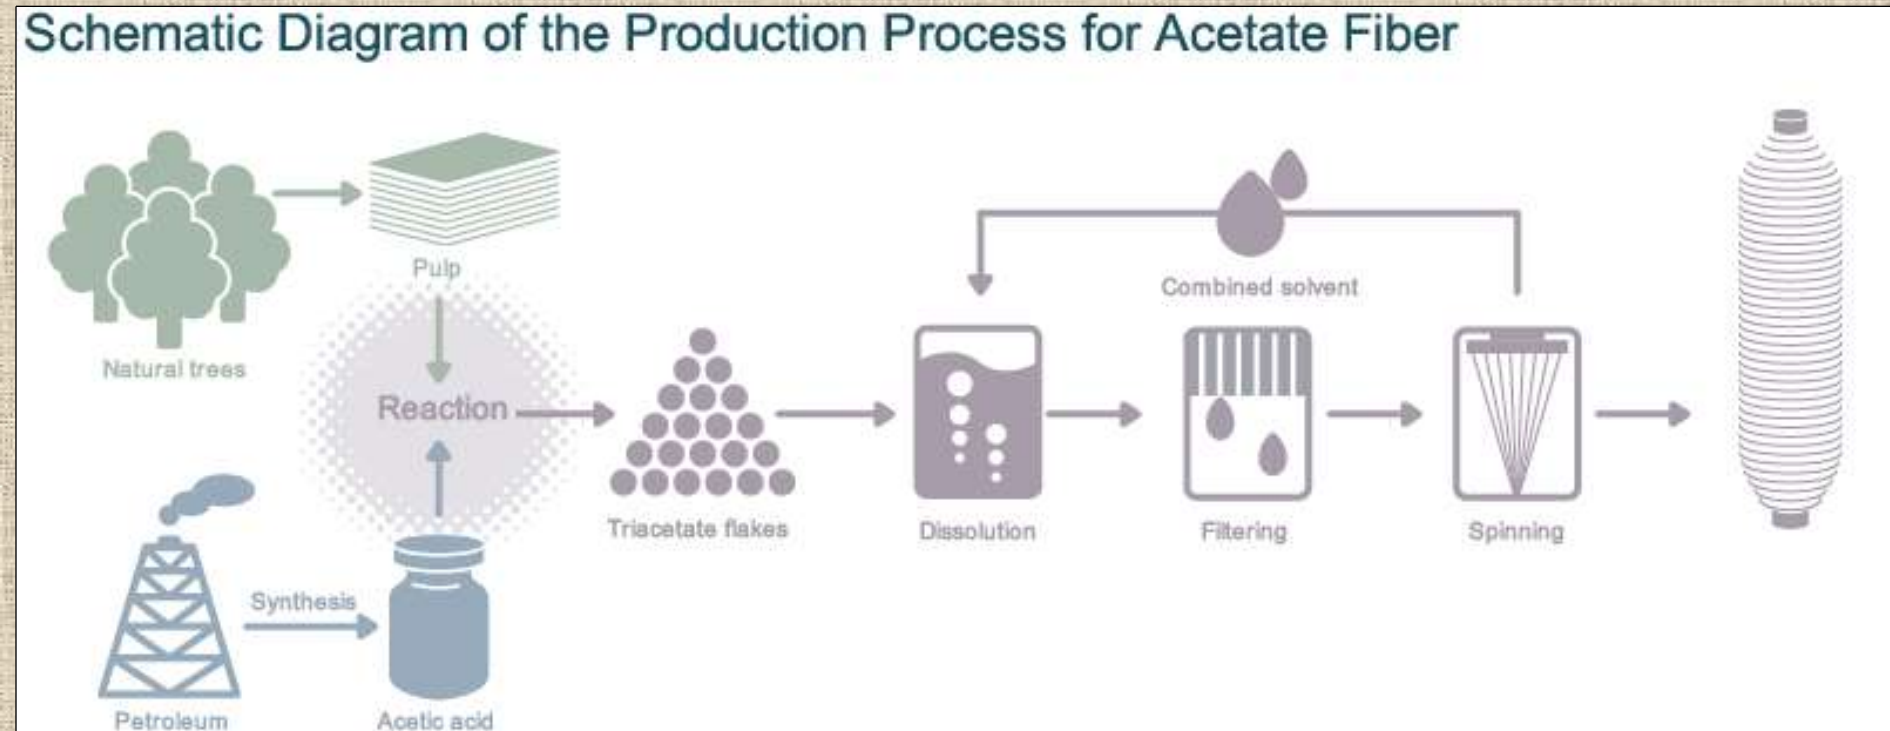 Schematic Diagram of the Production Process for Acetate Fiber
Pulp
Combined solvent
Natural trees
Reaction
Triacetate flakes
Dissolution
Filtering
Spinning
Synthesis
Petroleum
Acetic acid